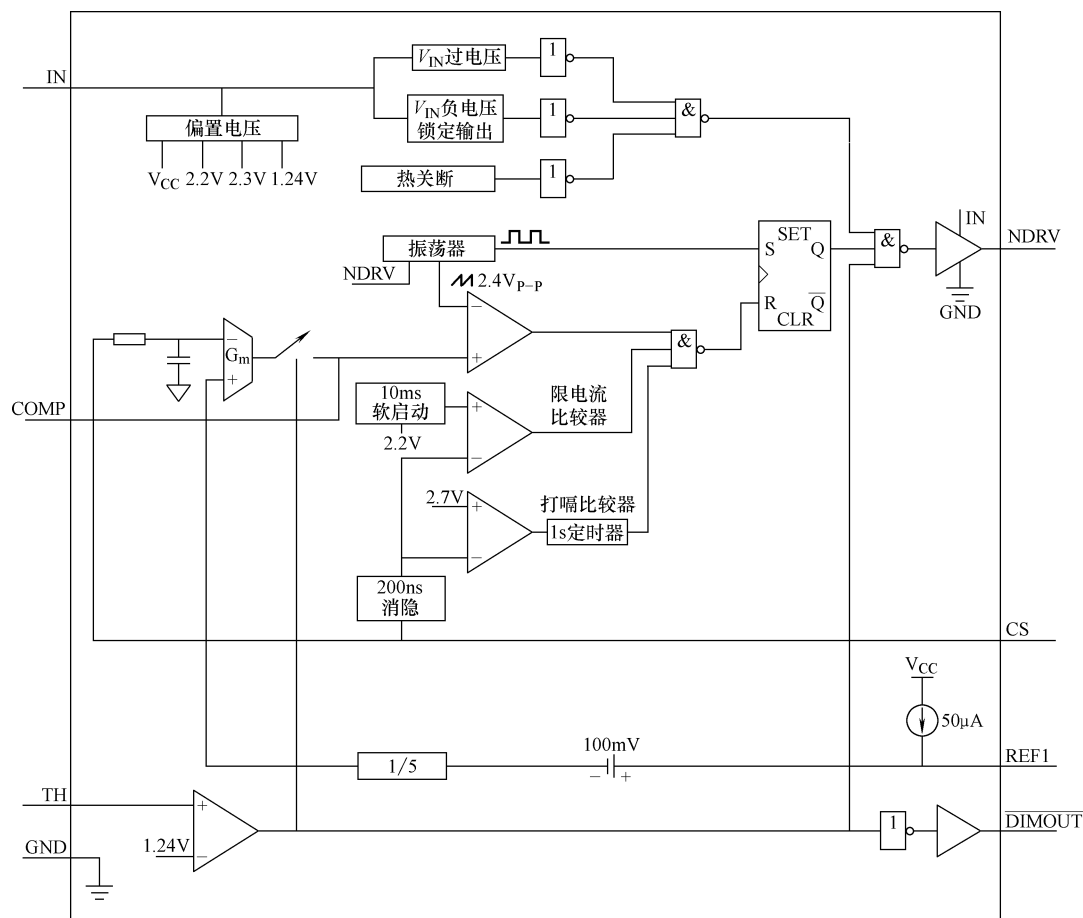 IN
V_IN过电压
1
V_IN负电压
锁定输出
1
&
偏置电压
V_CC 2.2V 2.3V 1.24V
热关断
1
振荡器
NDRV
2.4V_P-P
SET
S Q
R Q̅
CLR
&
IN
NDRV
GND
−
G_m
+
−
+
&
COMP
10ms
软启动
2.2V
+
−
限电流
比较器
2.7V
+
−
打嗝比较器
1s定时器
200ns
消隐
CS
V_CC
50μA
1/5
100mV
− +
REF1
TH
+
1.24V
−
GND
1
D̅I̅M̅O̅U̅T̅